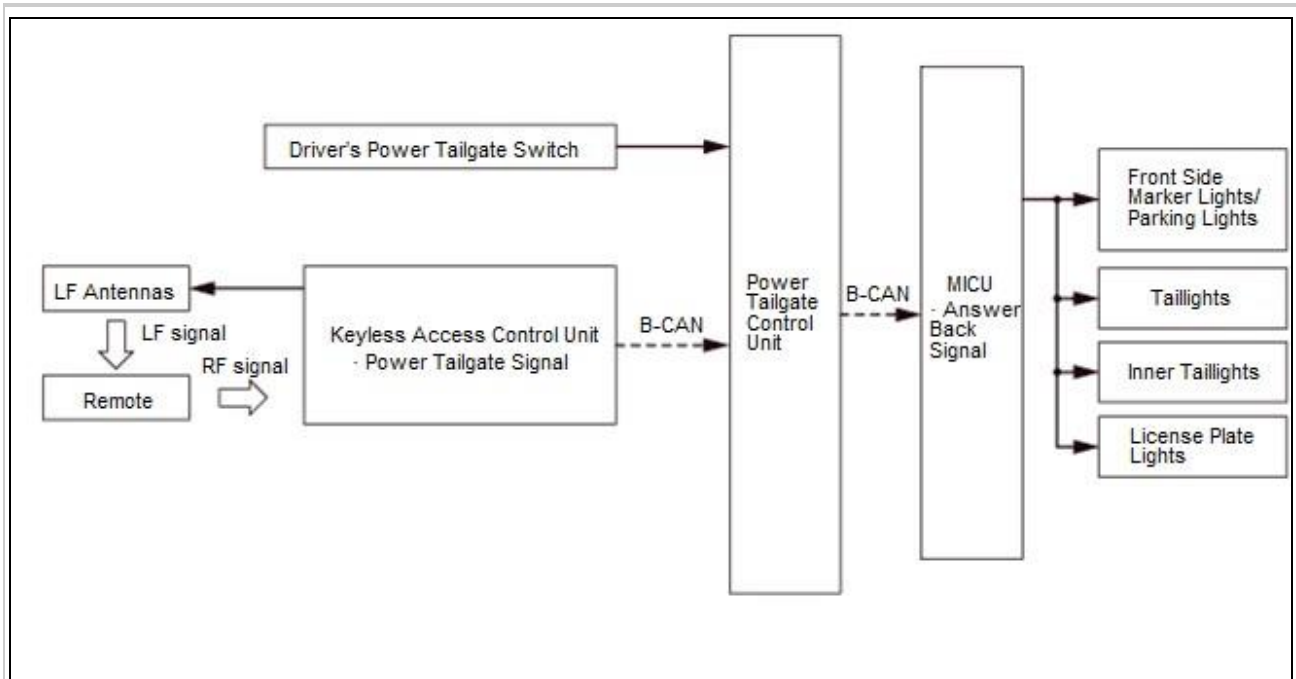 Driver's Power Tailgate Switch
LF Antennas
LF signal
RF signal
Remote
Keyless Access Control Unit
· Power Tailgate Signal
B-CAN
Power
Tailgate
Control
Unit
B-CAN
MICU
· Answer
Back
Signal
Front Side
Marker Lights/
Parking Lights
Taillights
Inner Taillights
License Plate
Lights